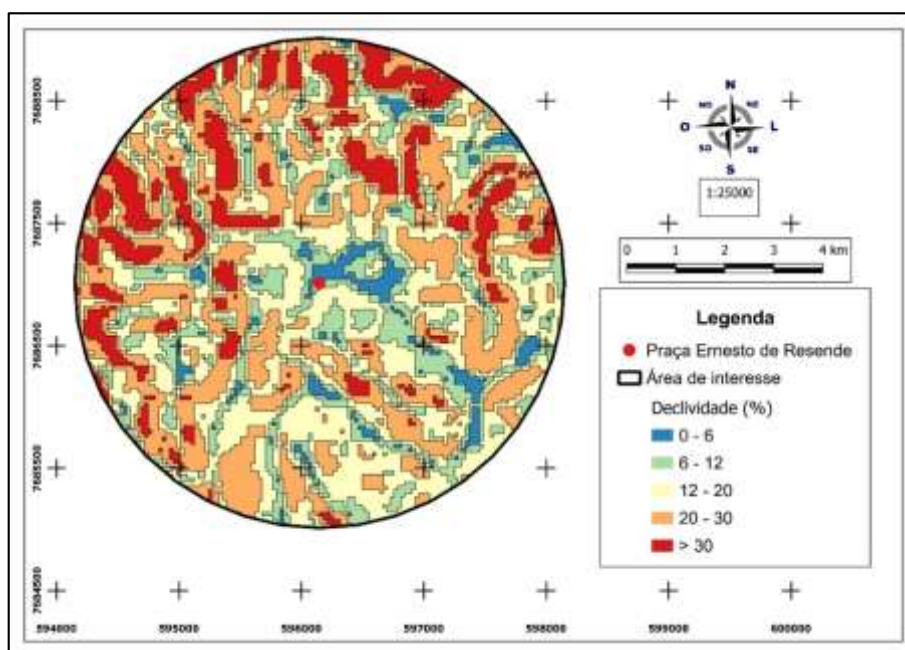 7688500
7687500
7686500
7685500
7684500
594000 595000 596000 597000 598000 599000 600000
N
NO NE
O L
SO SE
S
1:25000
0 1 2 3 4 km
Legenda
Praça Ernesto de Resende
Área de interesse
Declividade (%)
0 - 6
6 - 12
12 - 20
20 - 30
> 30